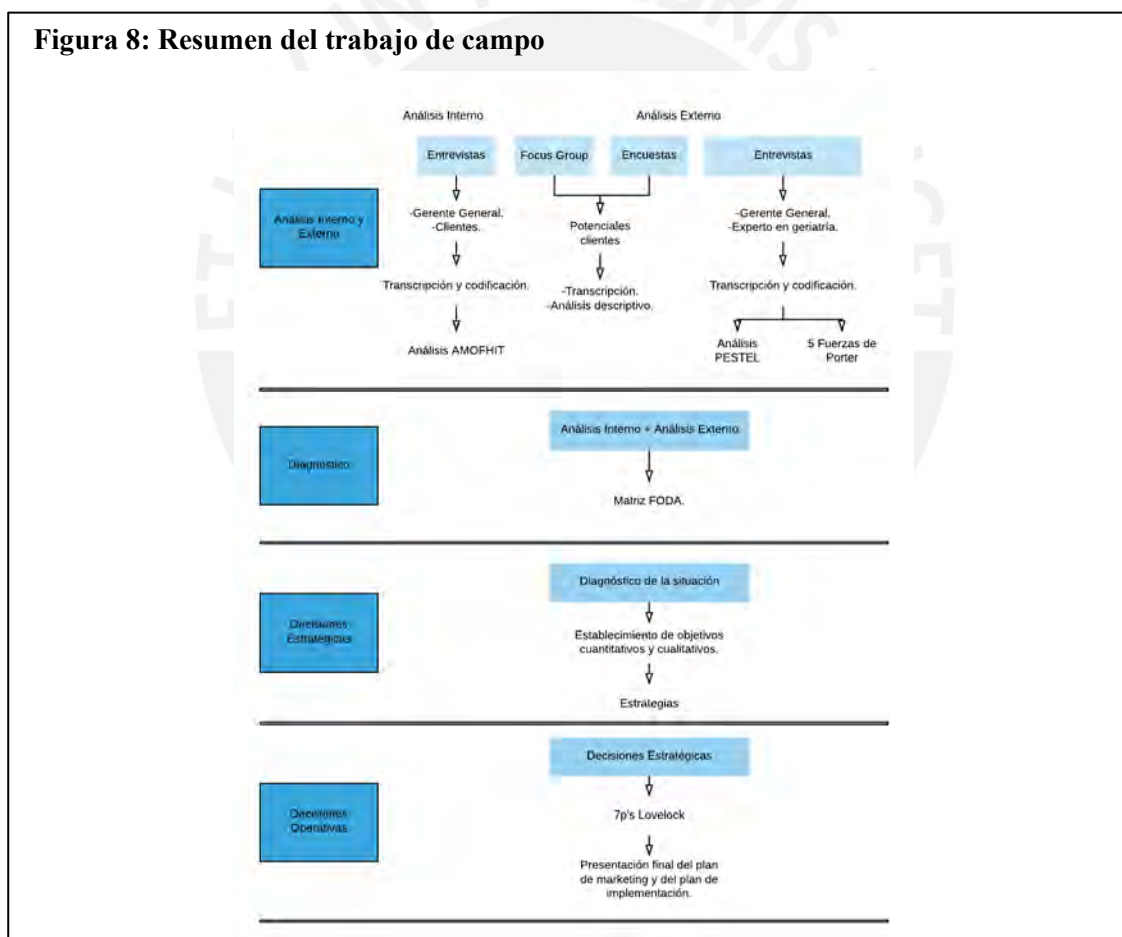 Figura 8: Resumen del trabajo de campo
Análisis Interno
Análisis Externo
Entrevistas
Focus Group
Encuestas
Entrevistas
Análisis Interno y
Externo
-Gerente General.
-Clientes.
Potenciales
clientes
-Gerente General.
-Experto en geriatría.
Transcripción y codificación.
-Transcripción.
-Análisis descriptivo.
Transcripción y codificación.
Análisis AMOFHIT
Análisis
PESTEL
5 Fuerzas de
Porter
Diagnóstico
Análisis Interno + Análisis Externo
Matriz FODA.
Decisiones
Estratégicas
Diagnóstico de la situación
Establecimiento de objetivos
cuantitativos y cualitativos.
Estrategias
Decisiones
Operativas
Decisiones Estratégicas
7p's Lovelock
Presentación final del plan
de marketing y del plan de
implementación.